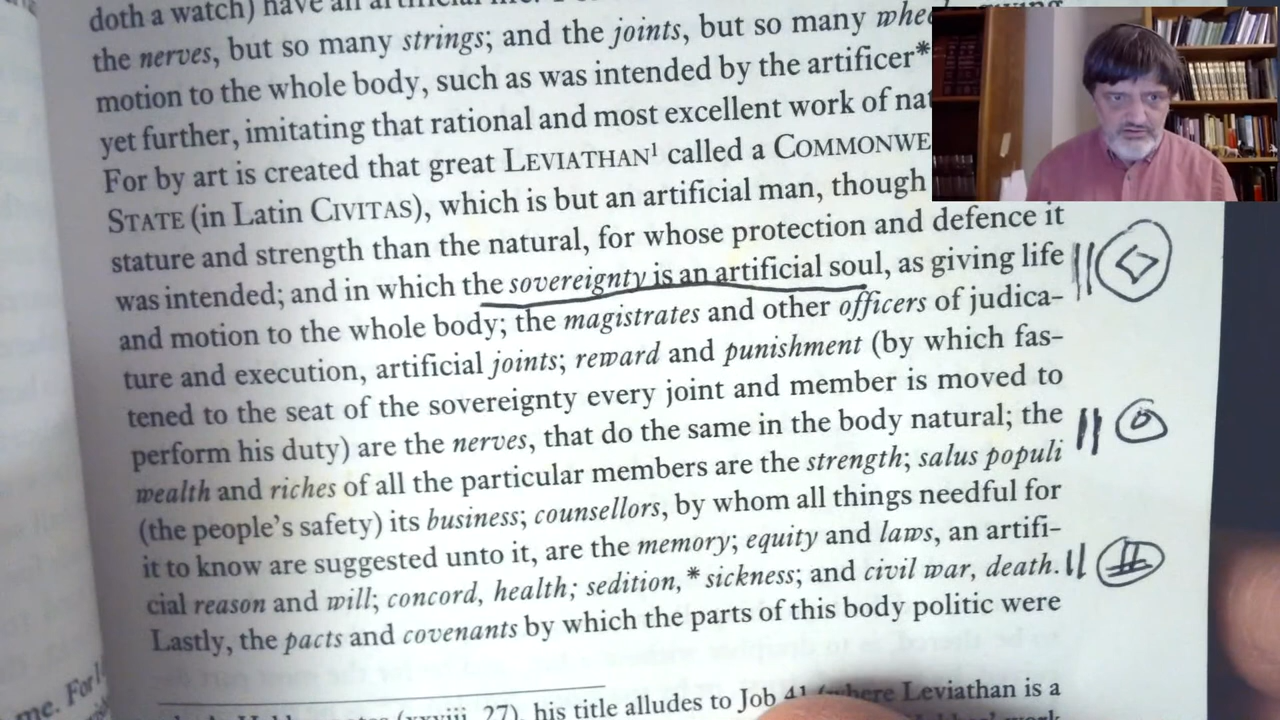 doth a watch) have an artificial
the nerves, but so many strings; and the joints, but so many
motion to the whole body, such as was intended by the artificer*
yet further, imitating that rational and most excellent work of
For by art is created that great LEVIATHAN¹ called a COMMONWE
STATE (in Latin CIVITAS), which is but an artificial man, though
stature and strength than the natural, for whose protection and defence it
was intended; and in which the sovereignty is an artificial soul, as giving life
and motion to the whole body; the magistrates and other officers of judica-
ture and execution, artificial joints; reward and punishment (by which fas-
tened to the seat of the sovereignty every joint and member is moved to
perform his duty) are the nerves, that do the same in the body natural; the
wealth and riches of all the particular members are the strength; salus populi
(the people's safety) its business; counsellors, by whom all things needful for
it to know are suggested unto it, are the memory; equity and laws, an artifi-
cial reason and will; concord, health; sedition,* sickness; and civil war, death.
Lastly, the pacts and covenants by which the parts of this body politic were
27), his title alludes to Job 41 (where Leviathan is a
me. For